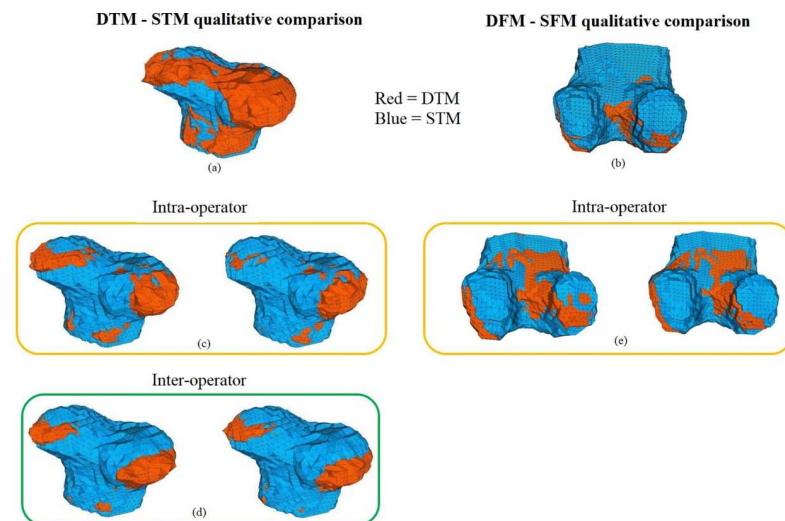 DTM - STM qualitative comparison
DFM - SFM qualitative comparison
Red = DTM
Blue = STM
(a)
(b)
Intra-operator
Intra-operator
(c)
(e)
Inter-operator
(d)